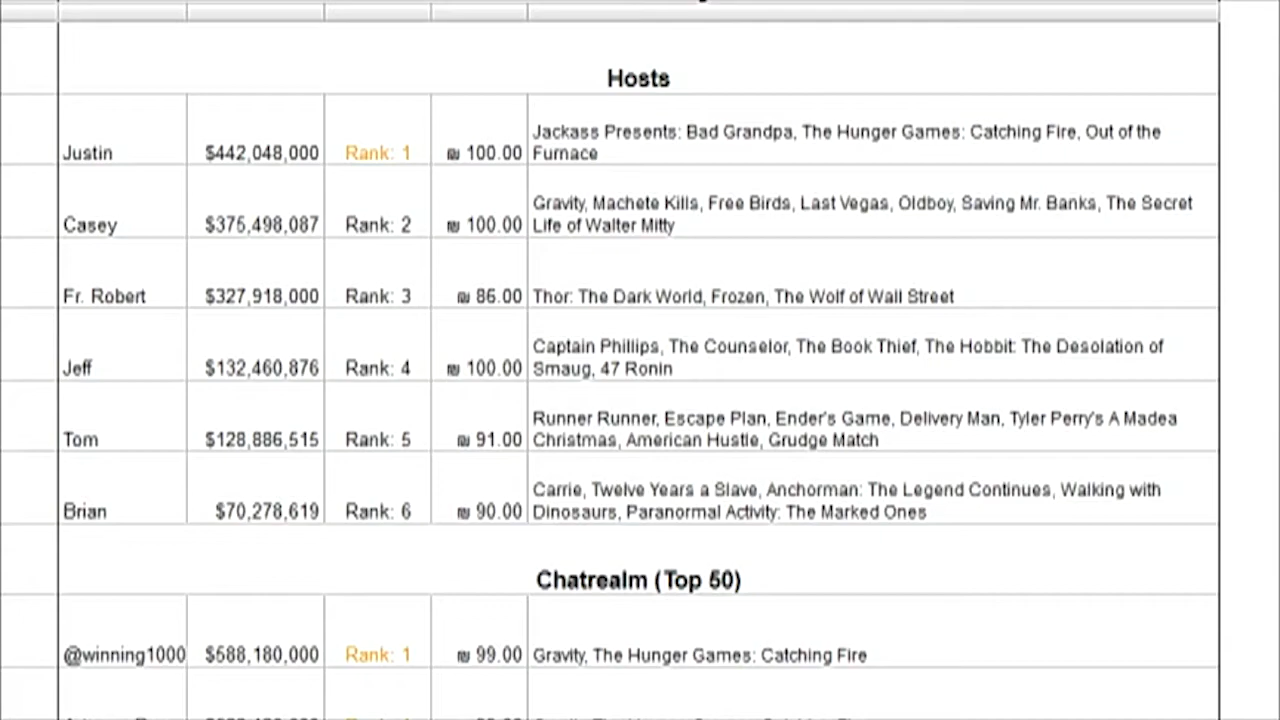 Hosts
Justin $442,048,000 Rank: 1 ₪ 100.00 Jackass Presents: Bad Grandpa, The Hunger Games: Catching Fire, Out of the
Furnace
Casey $375,498,087 Rank: 2 ₪ 100.00 Gravity, Machete Kills, Free Birds, Last Vegas, Oldboy, Saving Mr. Banks, The Secret
Life of Walter Mitty
Fr. Robert $327,918,000 Rank: 3 ₪ 86.00 Thor: The Dark World, Frozen, The Wolf of Wall Street
Jeff $132,460,876 Rank: 4 ₪ 100.00 Captain Phillips, The Counselor, The Book Thief, The Hobbit: The Desolation of
Smaug, 47 Ronin
Tom $128,886,515 Rank: 5 ₪ 91.00 Runner Runner, Escape Plan, Ender's Game, Delivery Man, Tyler Perry's A Madea
Christmas, American Hustle, Grudge Match
Brian $70,278,619 Rank: 6 ₪ 90.00 Carrie, Twelve Years a Slave, Anchorman: The Legend Continues, Walking with
Dinosaurs, Paranormal Activity: The Marked Ones
Chatrealm (Top 50)
@winning1000 $588,180,000 Rank: 1 ₪ 99.00 Gravity, The Hunger Games: Catching Fire